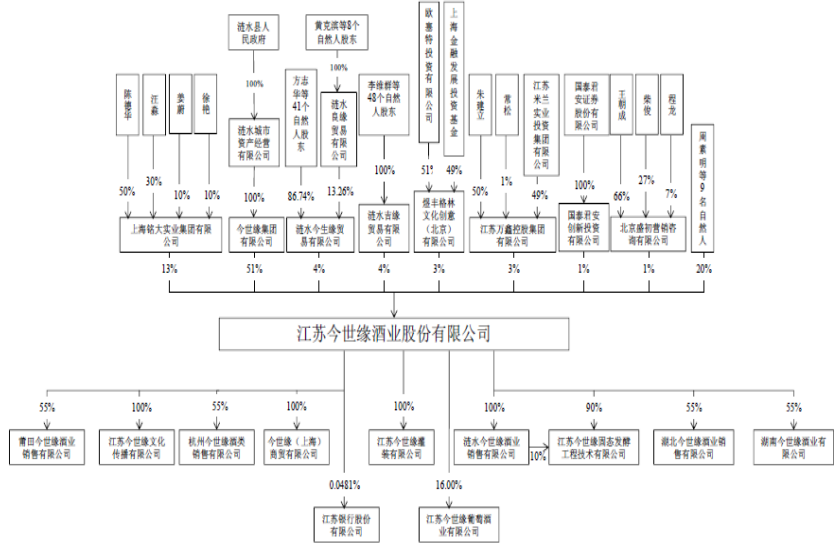 涟水县人
民政府
黄克滨等8个
自然人股东
陈德华
汪淼
姜蔚
徐艳
100%
方志
华等
41个
自然
人股
东
100%
涟水城市
资产经营
有限公司
涟水
良缘
贸易
有限
公司
李维群等
48个自然
人股东
欧塞特投资有限公司
上海金融发展投资基金
朱建立
常松
江苏
米兰
实业
投资
集团
有限
公司
国泰君
安证券
股份有
限公司
王朝成
柴俊
程龙
周素明等9名自然人
50%
30%
10%
10%
100%
86.74%
13.26%
100%
51%
49%
50%
1%
49%
100%
66%
27%
7%
上海铭大实业集团有限
公司
今世缘集团
有限公司
涟水今生缘贸
易有限公司
涟水吉缘
贸易有限
公司
煜丰格林
文化创意
（北京）
有限公司
江苏万鑫控股集团
有限公司
国泰君安
创新投资
有限公司
北京盛初营销咨
询有限公司
13%
51%
4%
4%
3%
3%
1%
1%
20%
江苏今世缘酒业股份有限公司
55%
100%
55%
100%
100%
100%
90%
55%
55%
莆田今世缘酒业
销售有限公司
江苏今世缘文化
传播有限公司
杭州今世缘酒类
销售有限公司
今世缘（上海）
商贸有限公司
江苏今世缘灌
装有限公司
涟水今世缘酒业
销售有限公司
10%
江苏今世缘固态发酵
工程技术有限公司
湖北今世缘酒业销
售有限公司
湖南今世缘酒业有
限公司
0.0481%
16.00%
江苏银行股份
有限公司
江苏今世缘葡萄酒
业有限公司